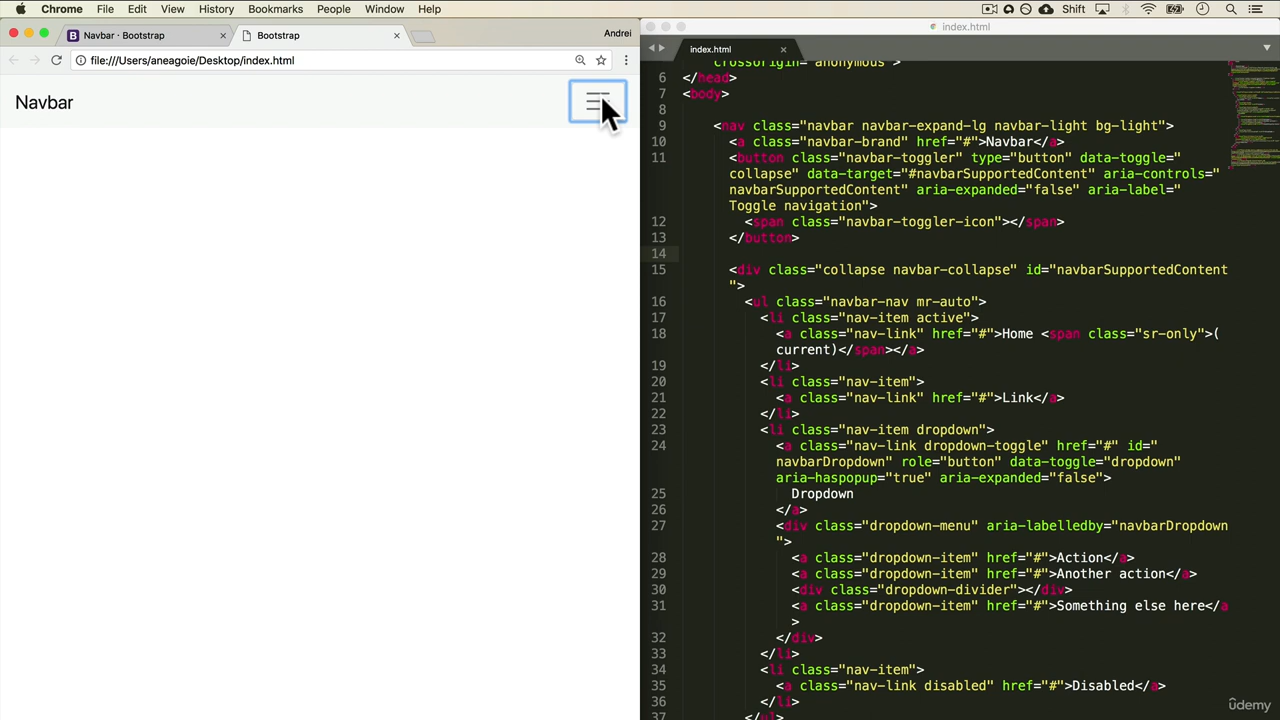 Chrome File Edit View History Bookmarks People Window Help Shift
Navbar · Bootstrap × Bootstrap × Andrei
file:///Users/aneagoie/Desktop/index.html
Navbar
index.html
index.html ×
crossorigin="anonymous">
6 </head>
7 <body>
8
9 <nav class="navbar navbar-expand-lg navbar-light bg-light">
10 <a class="navbar-brand" href="#">Navbar</a>
11 <button class="navbar-toggler" type="button" data-toggle="
collapse" data-target="#navbarSupportedContent" aria-controls="
navbarSupportedContent" aria-expanded="false" aria-label="
Toggle navigation">
12 <span class="navbar-toggler-icon"></span>
13 </button>
14
15 <div class="collapse navbar-collapse" id="navbarSupportedContent
">
16 <ul class="navbar-nav mr-auto">
17 <li class="nav-item active">
18 <a class="nav-link" href="#">Home <span class="sr-only">(
current)</span></a>
19 </li>
20 <li class="nav-item">
21 <a class="nav-link" href="#">Link</a>
22 </li>
23 <li class="nav-item dropdown">
24 <a class="nav-link dropdown-toggle" href="#" id="
navbarDropdown" role="button" data-toggle="dropdown"
aria-haspopup="true" aria-expanded="false">
25 Dropdown
26 </a>
27 <div class="dropdown-menu" aria-labelledby="navbarDropdown
">
28 <a class="dropdown-item" href="#">Action</a>
29 <a class="dropdown-item" href="#">Another action</a>
30 <div class="dropdown-divider"></div>
31 <a class="dropdown-item" href="#">Something else here</a
>
32 </div>
33 </li>
34 <li class="nav-item">
35 <a class="nav-link disabled" href="#">Disabled</a>
36 </li>
37 </ul>
ûdemy